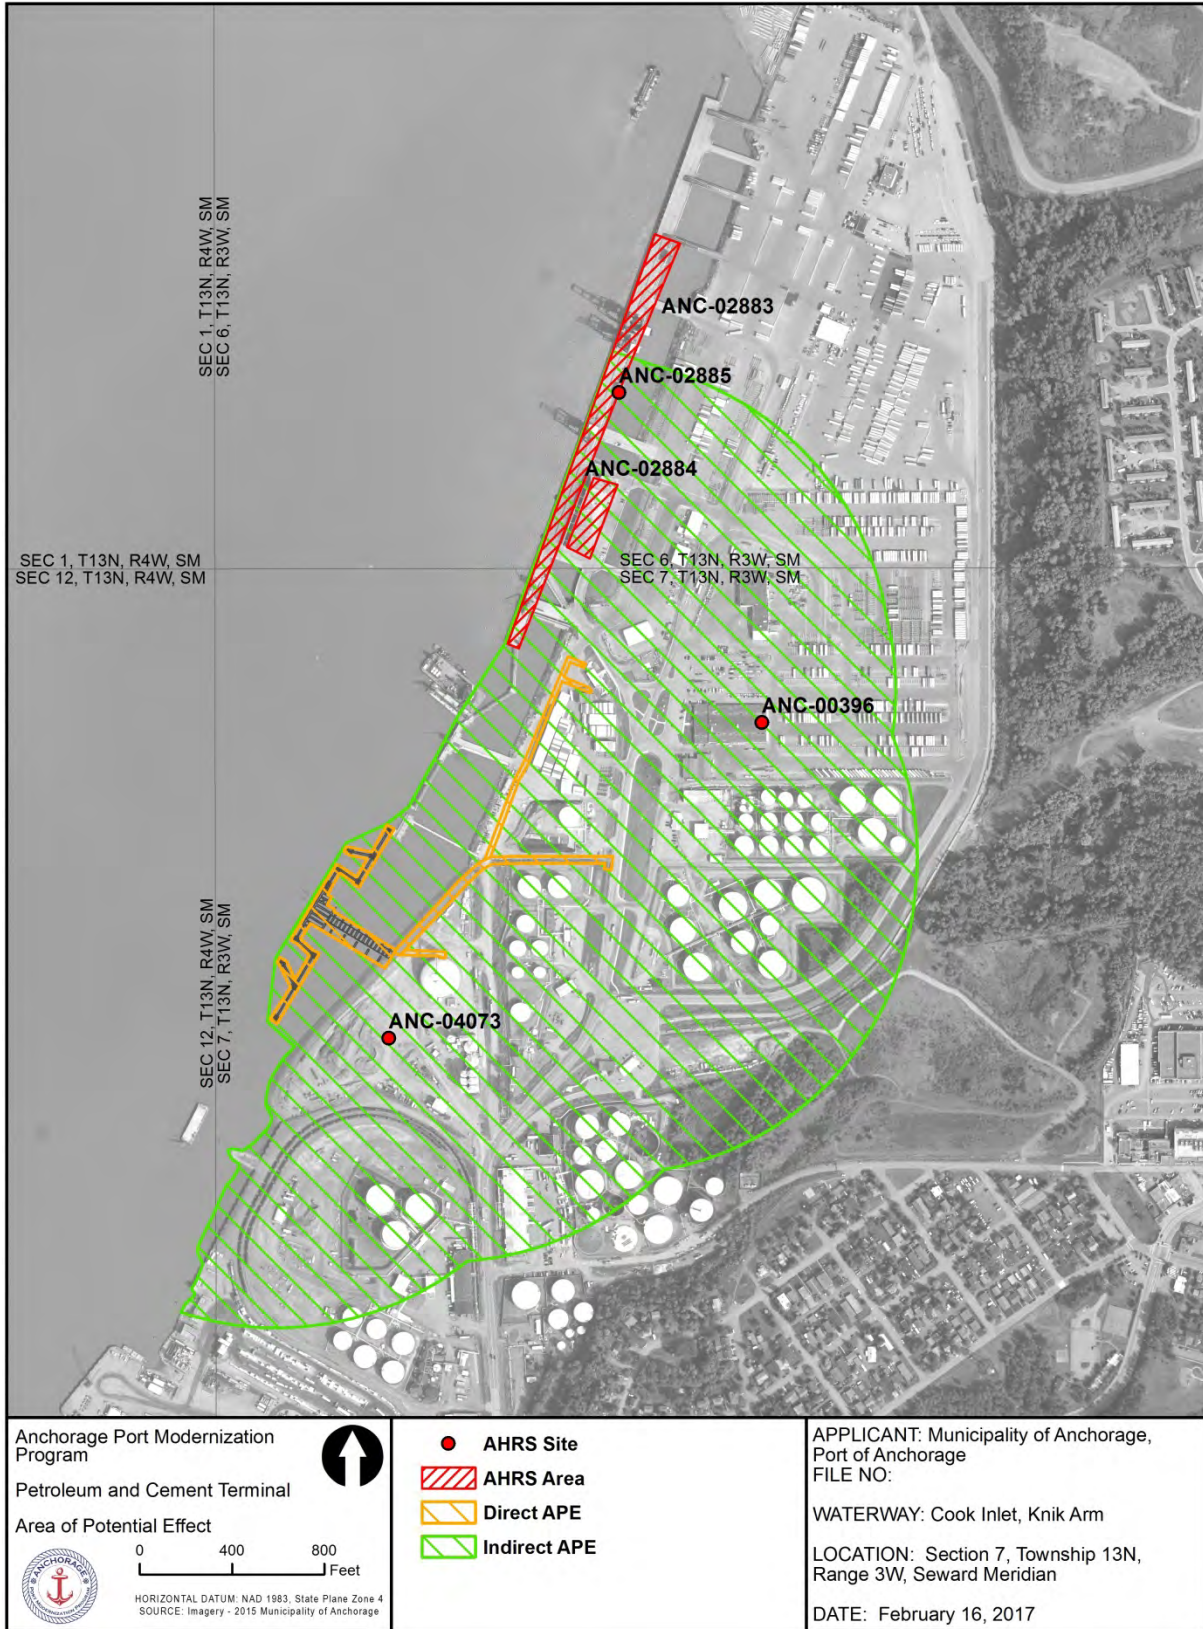 SEC 1, T13N, R4W, SM
SEC 6, T13N, R3W, SM
ANC-02883
ANC-02885
ANC-02884
SEC 1, T13N, R4W, SM
SEC 12, T13N, R4W, SM
SEC 6, T13N, R3W, SM
SEC 7, T13N, R3W, SM
ANC-00396
SEC 12, T13N, R4W, SM
SEC 7, T13N, R3W, SM
ANC-04073
Anchorage Port Modernization
Program
Petroleum and Cement Terminal
Area of Potential Effect
0 400 800
Feet
ANCHORAGE
PORT MODERNIZATION PROGRAM
HORIZONTAL DATUM: NAD 1983, State Plane Zone 4
SOURCE: Imagery - 2015 Municipality of Anchorage
AHRS Site
AHRS Area
Direct APE
Indirect APE
APPLICANT: Municipality of Anchorage,
Port of Anchorage
FILE NO:
WATERWAY: Cook Inlet, Knik Arm
LOCATION: Section 7, Township 13N,
Range 3W, Seward Meridian
DATE: February 16, 2017